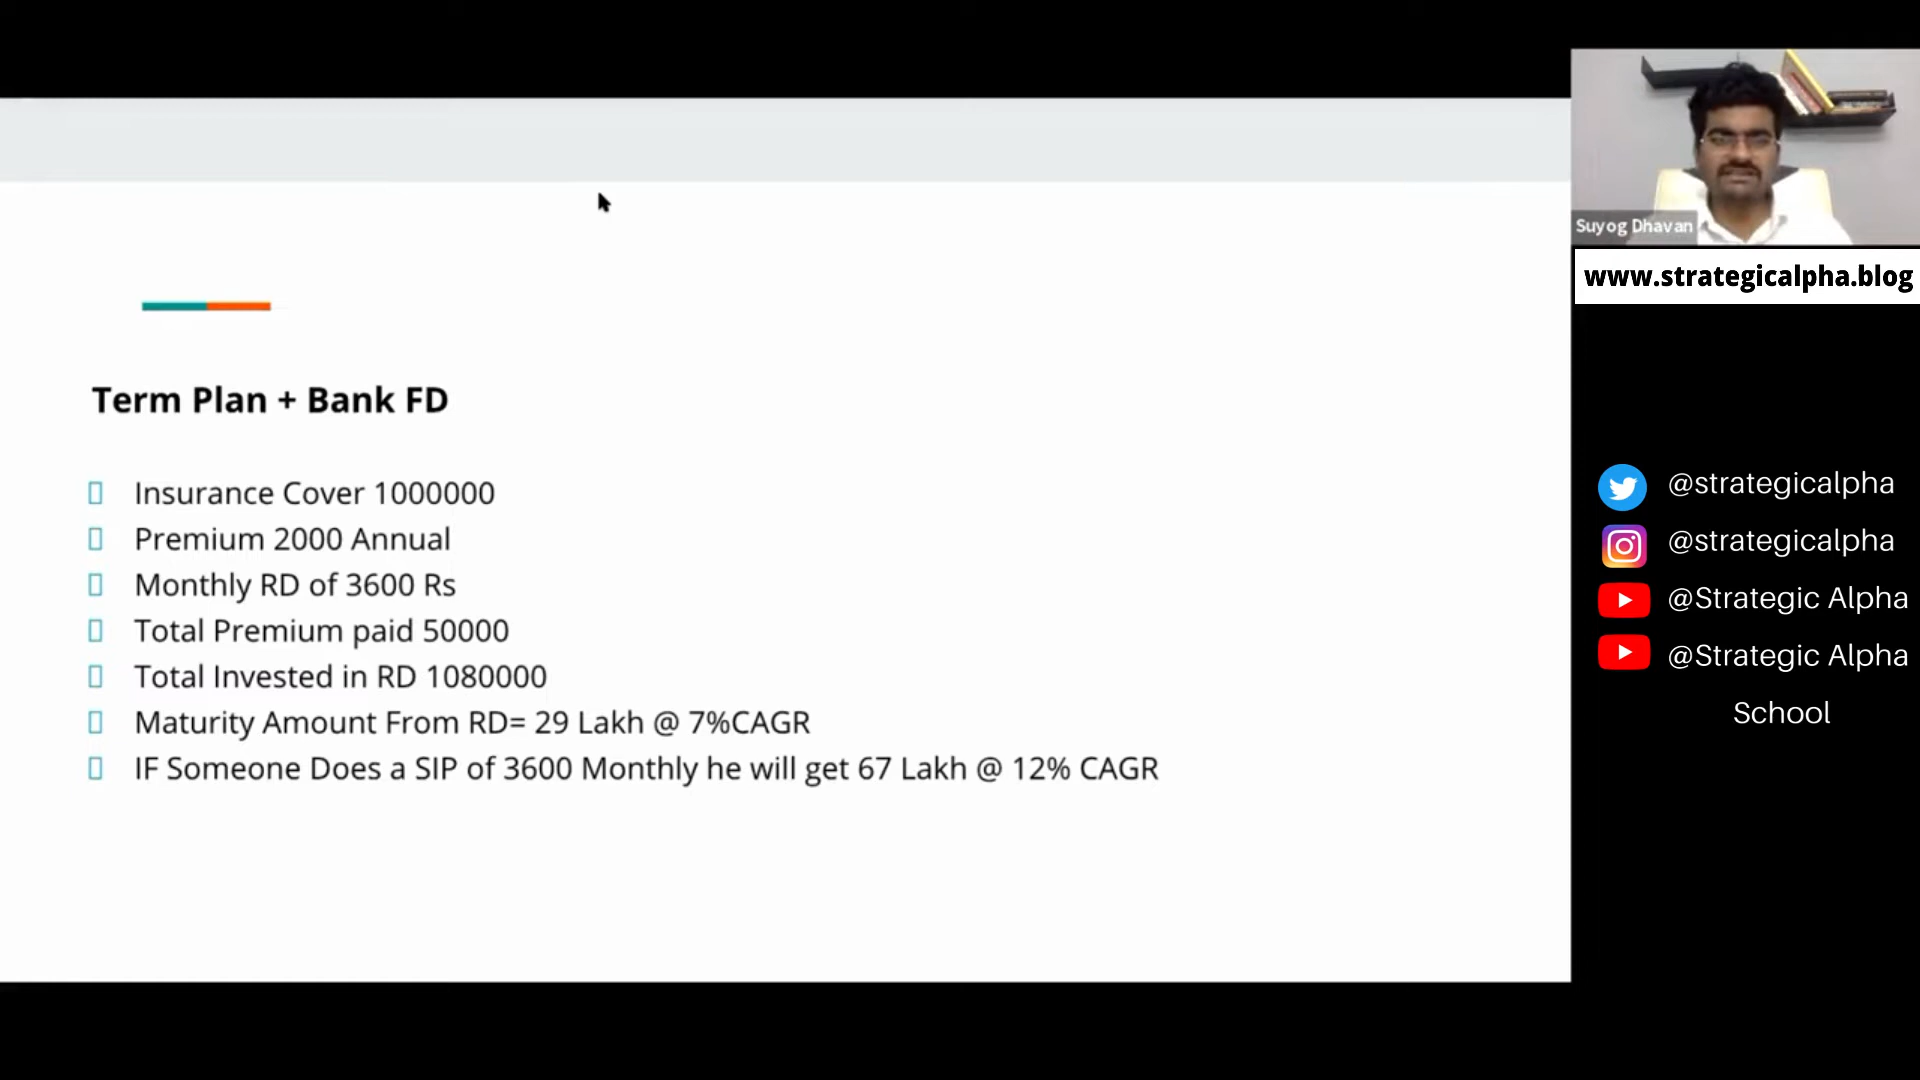 Term Plan + Bank FD
Insurance Cover 1000000
Premium 2000 Annual
Monthly RD of 3600 Rs
Total Premium paid 50000
Total Invested in RD 1080000
Maturity Amount From RD= 29 Lakh @ 7%CAGR
IF Someone Does a SIP of 3600 Monthly he will get 67 Lakh @ 12% CAGR
Suyog Dhavan
www.strategicalpha.blog
@strategicalpha
@strategicalpha
@Strategic Alpha
@Strategic Alpha
School